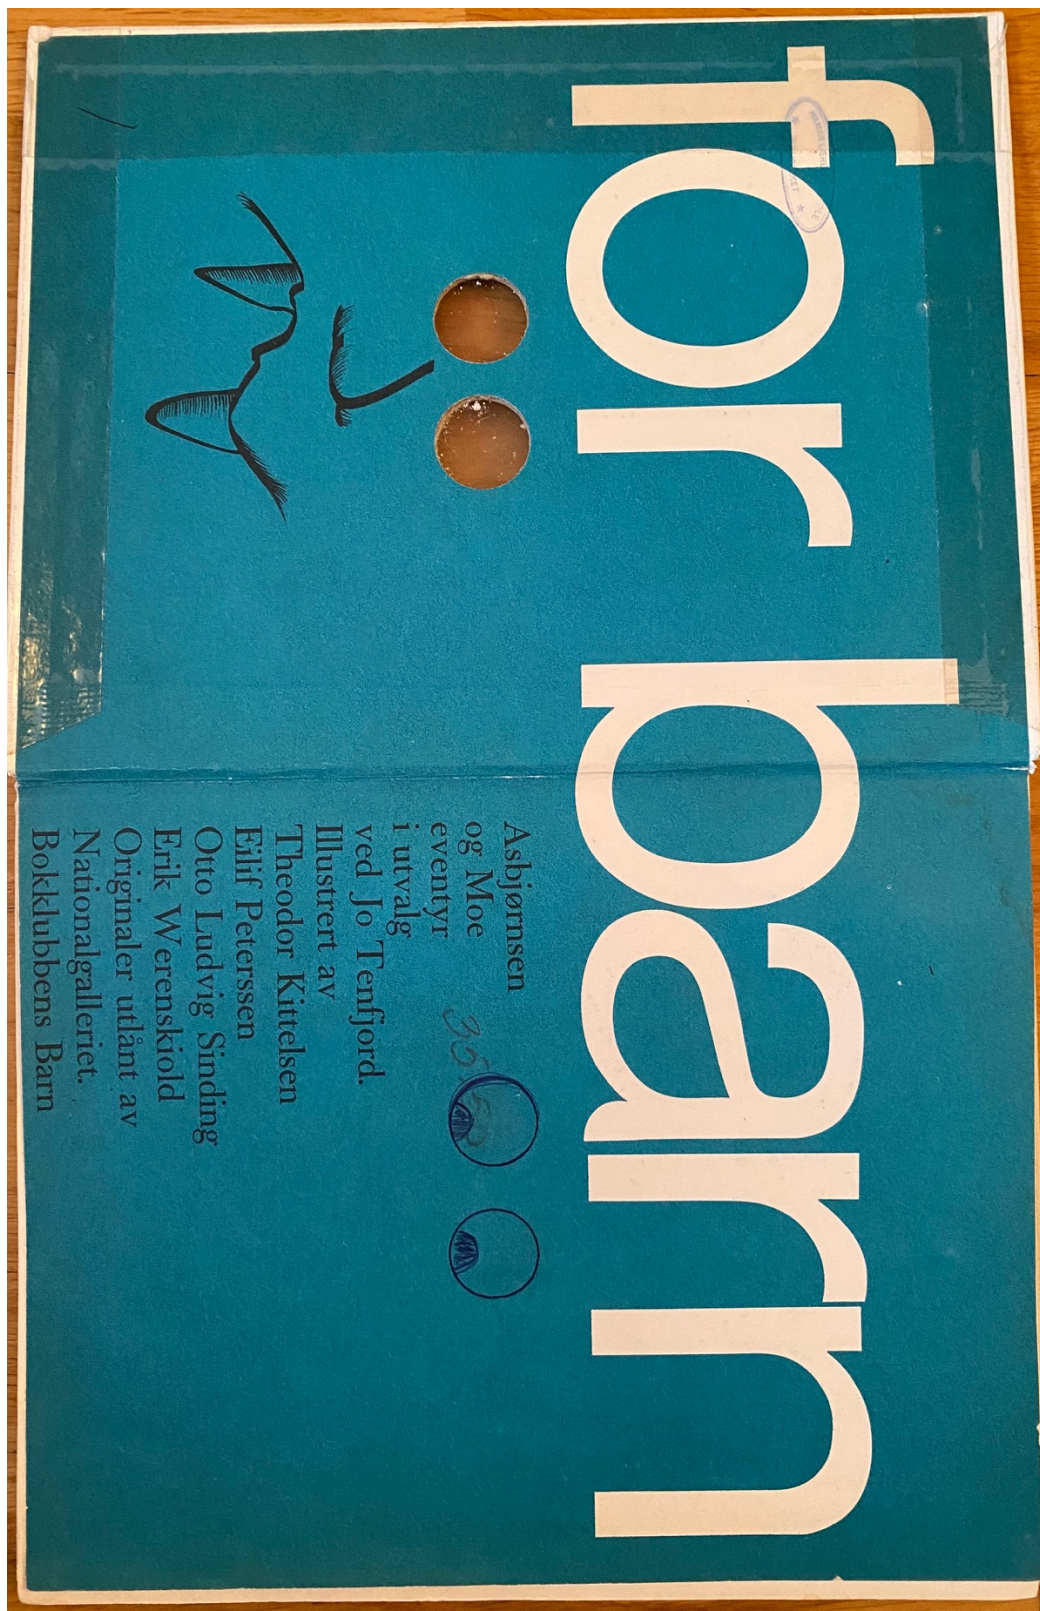 for barn
Asbjørnsen
og Moe
eventyr
i utvalg
ved Jo Tenfjord.
Illustrert av
Theodor Kittelsen
Eilif Peterssen
Otto Ludvig Sinding
Erik Werenskiold
Originaler utlånt av
Nationalgalleriet.
Bokklubbens Barn